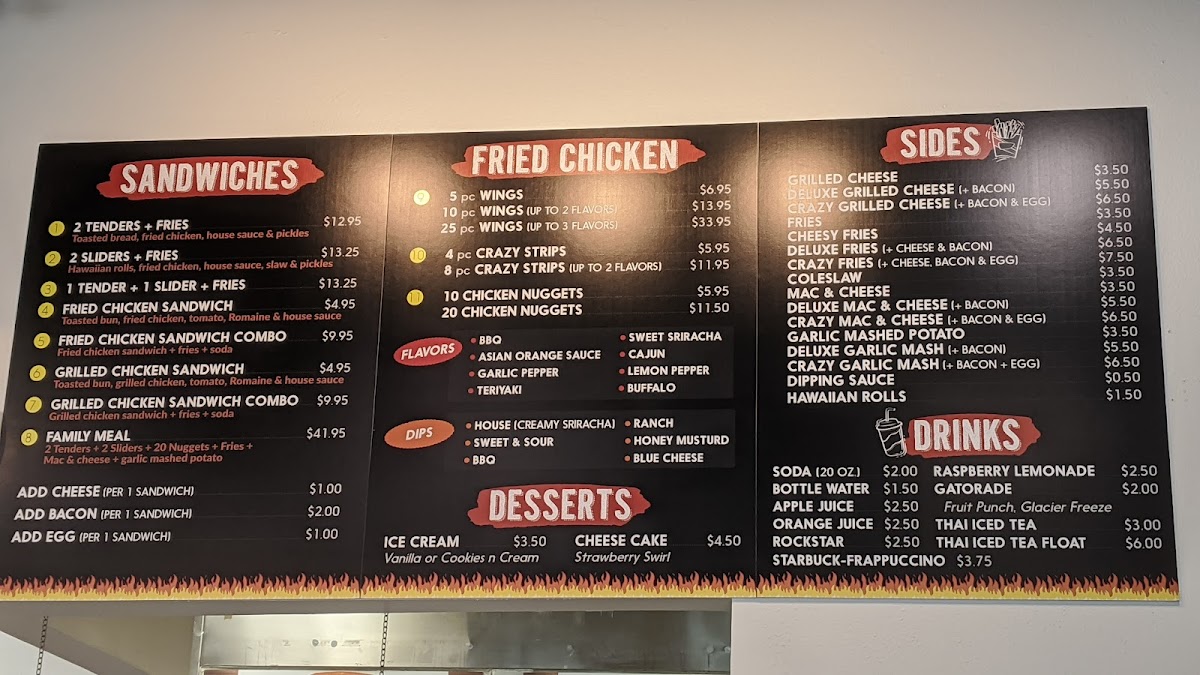 SANDWICHES
1 2 TENDERS + FRIES $12.95
Toasted bread, fried chicken, house sauce & pickles
2 2 SLIDERS + FRIES $13.25
Hawaiian rolls, fried chicken, house sauce, slaw & pickles
3 1 TENDER + 1 SLIDER + FRIES $13.25
4 FRIED CHICKEN SANDWICH $4.95
Toasted bun, fried chicken, tomato, Romaine & house sauce
5 FRIED CHICKEN SANDWICH COMBO $9.95
Fried chicken sandwich + fries + soda
6 GRILLED CHICKEN SANDWICH $4.95
Toasted bun, grilled chicken, tomato, Romaine & house sauce
7 GRILLED CHICKEN SANDWICH COMBO $9.95
Grilled chicken sandwich + fries + soda
8 FAMILY MEAL $41.95
2 Tenders + 2 Sliders + 20 Nuggets + Fries +
Mac & cheese + garlic mashed potato
ADD CHEESE (PER 1 SANDWICH) $1.00
ADD BACON (PER 1 SANDWICH) $2.00
ADD EGG (PER 1 SANDWICH) $1.00
FRIED CHICKEN
9 5 pc WINGS $6.95
10 pc WINGS (UP TO 2 FLAVORS) $13.95
25 pc WINGS (UP TO 3 FLAVORS) $33.95
10 4 pc CRAZY STRIPS $5.95
8 pc CRAZY STRIPS (UP TO 2 FLAVORS) $11.95
11 10 CHICKEN NUGGETS $5.95
20 CHICKEN NUGGETS $11.50
FLAVORS
• BBQ • SWEET SRIRACHA
• ASIAN ORANGE SAUCE • CAJUN
• GARLIC PEPPER • LEMON PEPPER
• TERIYAKI • BUFFALO
DIPS
• HOUSE (CREAMY SRIRACHA) • RANCH
• SWEET & SOUR • HONEY MUSTURD
• BBQ • BLUE CHEESE
DESSERTS
ICE CREAM $3.50 CHEESE CAKE $4.50
Vanilla or Cookies n Cream Strawberry Swirl
SIDES
GRILLED CHEESE $3.50
DELUXE GRILLED CHEESE (+ BACON) $5.50
CRAZY GRILLED CHEESE (+ BACON & EGG) $6.50
FRIES $3.50
CHEESY FRIES $4.50
DELUXE FRIES (+ CHEESE & BACON) $6.50
CRAZY FRIES (+ CHEESE, BACON & EGG) $7.50
COLESLAW $3.50
MAC & CHEESE $3.50
DELUXE MAC & CHEESE (+ BACON) $5.50
CRAZY MAC & CHEESE (+ BACON & EGG) $6.50
GARLIC MASHED POTATO $3.50
DELUXE GARLIC MASH (+ BACON) $5.50
CRAZY GARLIC MASH (+ BACON + EGG) $6.50
DIPPING SAUCE $0.50
HAWAIIAN ROLLS $1.50
DRINKS
SODA (20 OZ.) $2.00 RASPBERRY LEMONADE $2.50
BOTTLE WATER $1.50 GATORADE $2.00
APPLE JUICE $2.50 Fruit Punch, Glacier Freeze
ORANGE JUICE $2.50 THAI ICED TEA $3.00
ROCKSTAR $2.50 THAI ICED TEA FLOAT $6.00
STARBUCK-FRAPPUCCINO $3.75